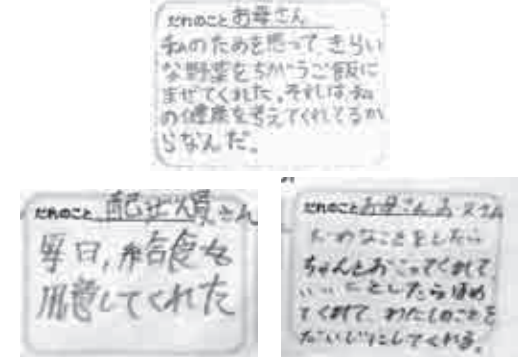 だれのこと お母さん
私のためを思って、きらい
な野菜をちがうご飯に
まぜてくれた。それは私
の健康を考えてくれてるか
らなんだ。
だれのこと 配ぜん員さん
毎日、給食を
用意してくれた
だれのこと お母さんお父さん
だめなことをしたら
ちゃんとおこってくれて、
いいことしたらほめ
てくれて、わたしのことを
だいじにしてくれる。